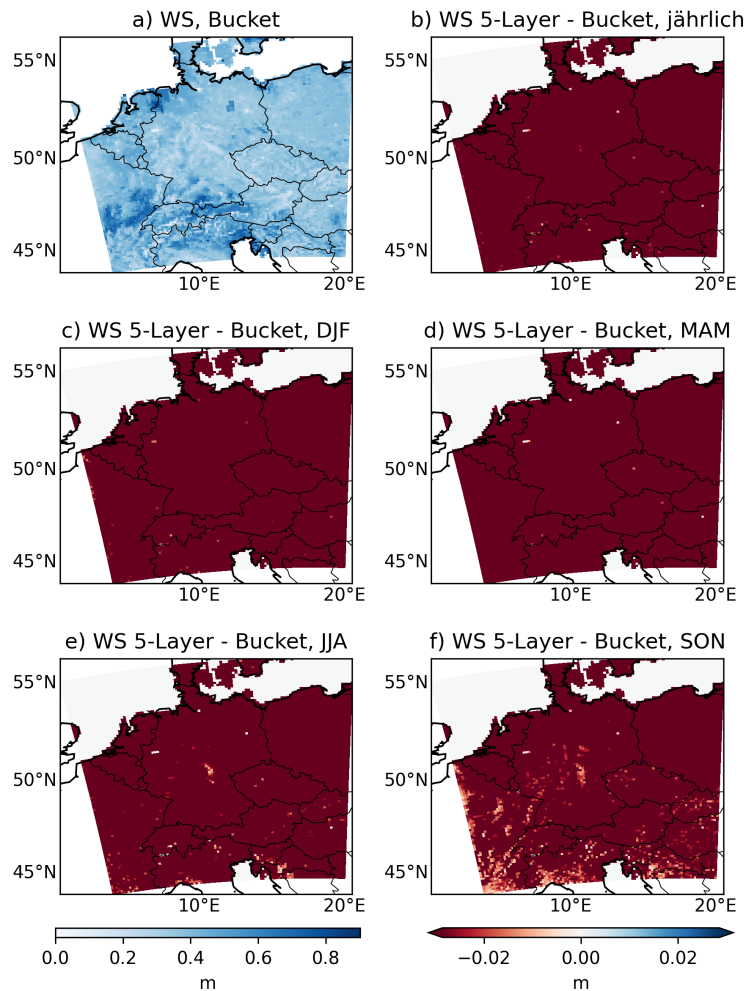 a) WS, Bucket
b) WS 5-Layer - Bucket, jährlich
55°N
50°N
45°N
10°E
20°E
55°N
50°N
45°N
10°E
20°E
c) WS 5-Layer - Bucket, DJF
d) WS 5-Layer - Bucket, MAM
55°N
50°N
45°N
10°E
20°E
55°N
50°N
45°N
10°E
20°E
e) WS 5-Layer - Bucket, JJA
f) WS 5-Layer - Bucket, SON
55°N
50°N
45°N
10°E
20°E
55°N
50°N
45°N
10°E
20°E
0.0 0.2 0.4 0.6 0.8
m
−0.02 0.00 0.02
m